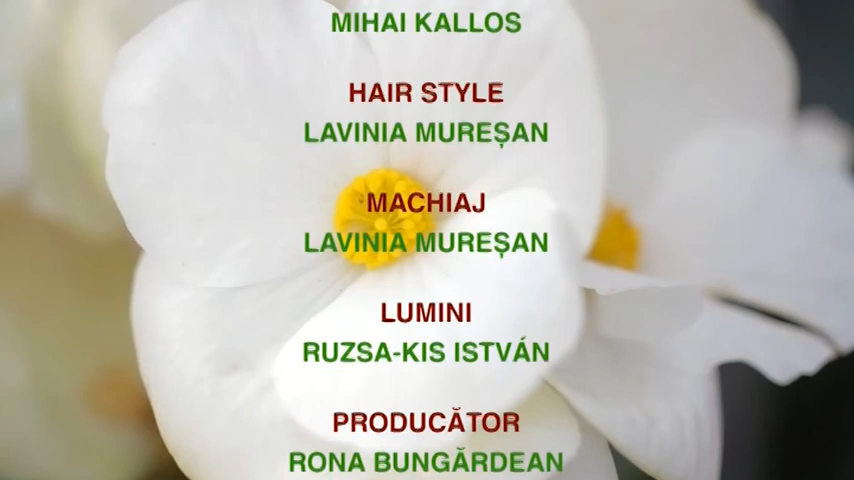 MIHAI KALLOS
HAIR STYLE
LAVINIA MUREȘAN
MACHIAJ
LAVINIA MUREȘAN
LUMINI
RUZSA-KIS ISTVÁN
PRODUCĂTOR
RONA BUNGĂRDEAN